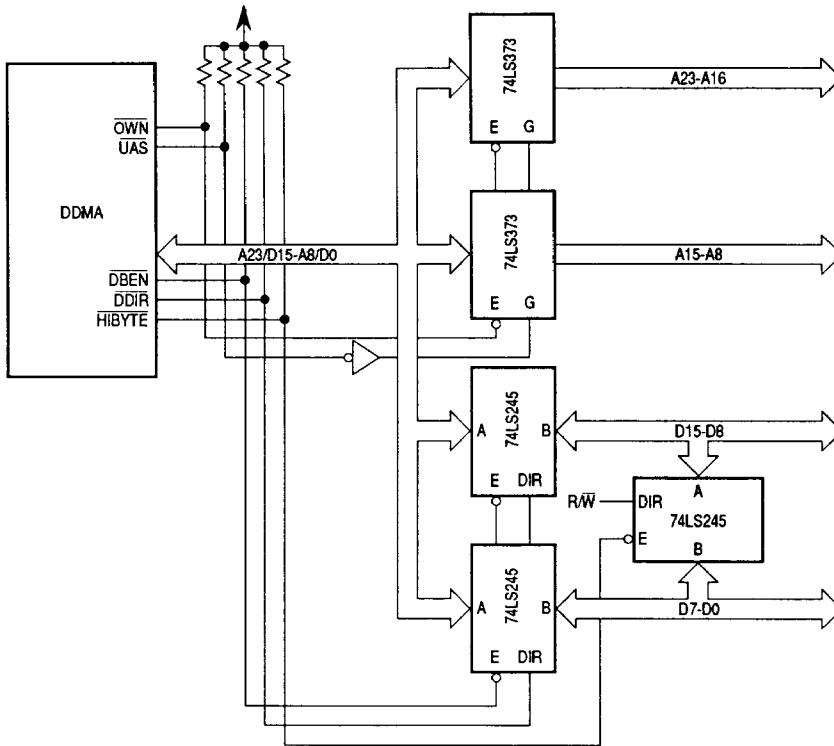 74LS373
A23-A16
E G
OWN
UAS
DDMA
74LS373
A23/D15-A8/D0
A15-A8
DBEN
DDIR
HIBYTE
E G
A 74LS245 B
D15-D8
E DIR
R/W
DIR A
74LS245
E B
A 74LS245 B
D7-D0
E DIR